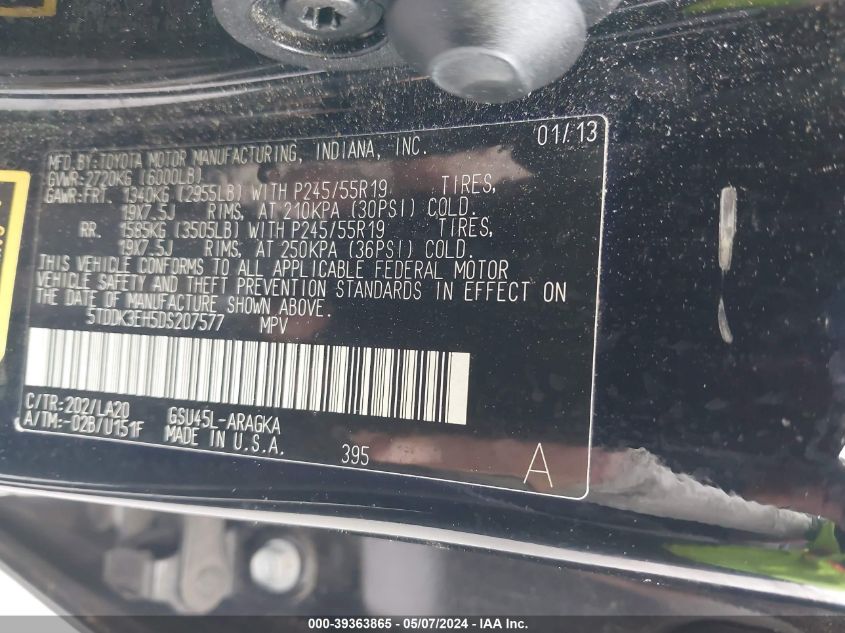 MFD.BY:TOYOTA MOTOR MANUFACTURING, INDIANA, INC. 01/13
GVWR:2720KG (6000LB)
GAWR:FRT. 1340KG (2955LB) WITH P245/55R19 TIRES,
19X7.5J RIMS, AT 210KPA (30PSI) COLD.
RR. 1585KG (3505LB) WITH P245/55R19 TIRES,
19X7.5J RIMS, AT 250KPA (36PSI) COLD.
THIS VEHICLE CONFORMS TO ALL APPLICABLE FEDERAL MOTOR
VEHICLE SAFETY AND THEFT PREVENTION STANDARDS IN EFFECT ON
THE DATE OF MANUFACTURE SHOWN ABOVE.
5TDDK3EH5DS207577 MPV
C/TR:202/LA20 GSU45L-ARAGKA
A/TM:-02B/U151F MADE IN U.S.A.
395 A
000-39363865 - 05/07/2024 - IAA Inc.